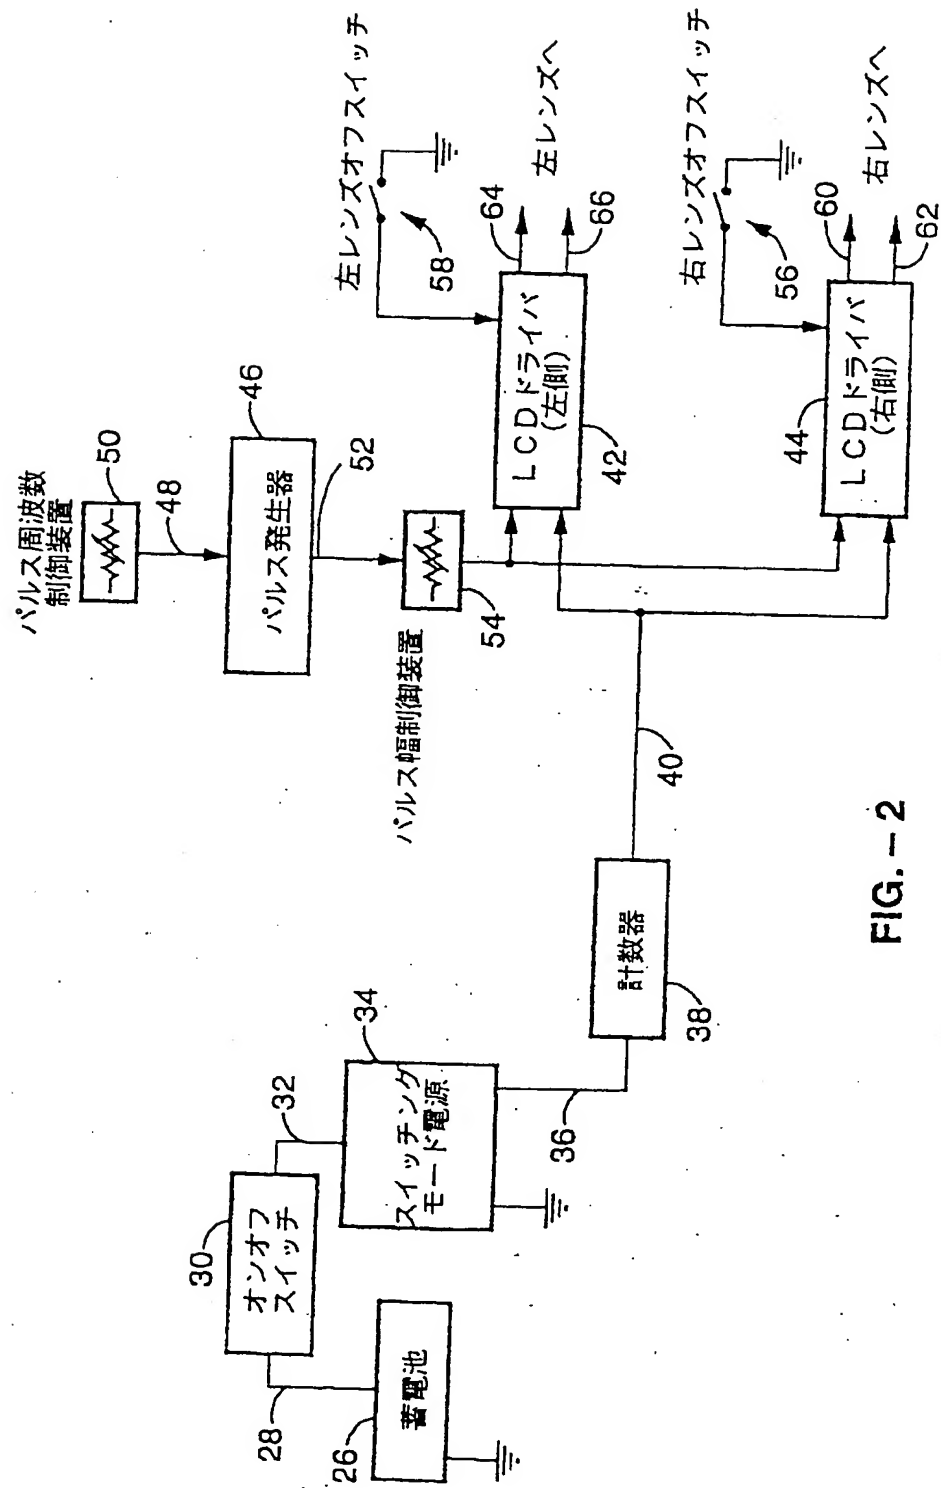 蓄電池
26
28
オンオフ
スイッチ
30
32
スイッチング
モード電源
34
36
計数器
38
40
パルス周波数
制御装置
50
48
パルス発生器
46
52
パルス幅制御装置
54
左レンズオフスイッチ
58
LCDドライバ
(左側)
42
64
66
左レンズへ
右レンズオフスイッチ
56
LCDドライバ
(右側)
44
60
62
右レンズへ
FIG.-2